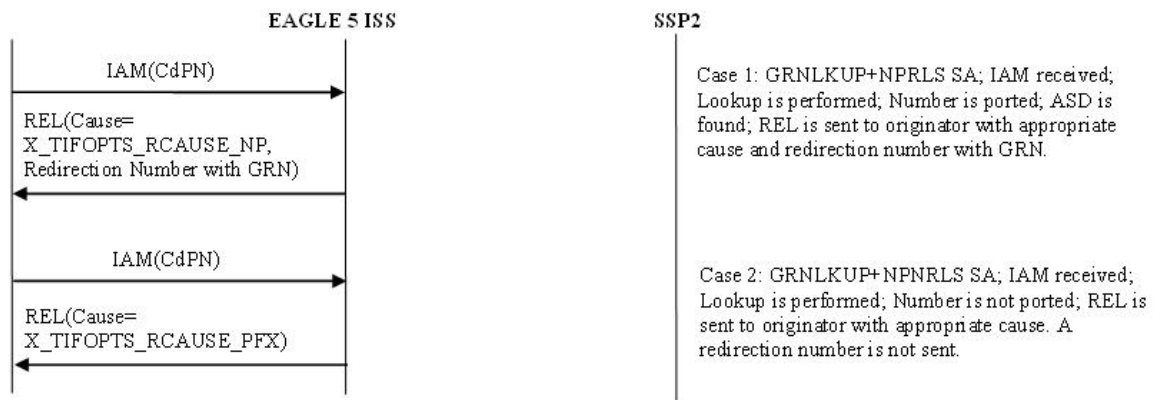 EAGLE 5 ISS
SSP2
IAM(CdPN)
REL(Cause=
X_TIFOPTS_RCAUSE_NP,
Redirection Number with GRN)
Case 1: GRNLKUP+NPRLS SA; IAM received;
Lookup is performed; Number is ported; ASD is
found; REL is sent to originator with appropriate
cause and redirection number with GRN.
IAM(CdPN)
REL(Cause=
X_TIFOPTS_RCAUSE_PFX)
Case 2: GRNLKUP+NPNRLS SA; IAM received;
Lookup is performed; Number is not ported; REL is
sent to originator with appropriate cause. A
redirection number is not sent.